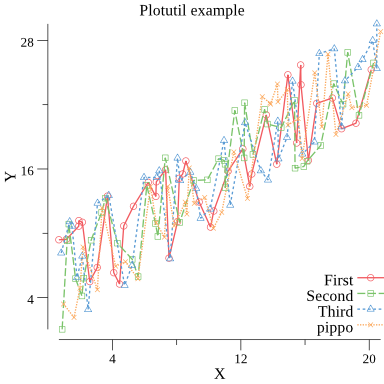 Plotutil example
28
16
4
Y
4
12
20
X
First
Second
Third
pippo